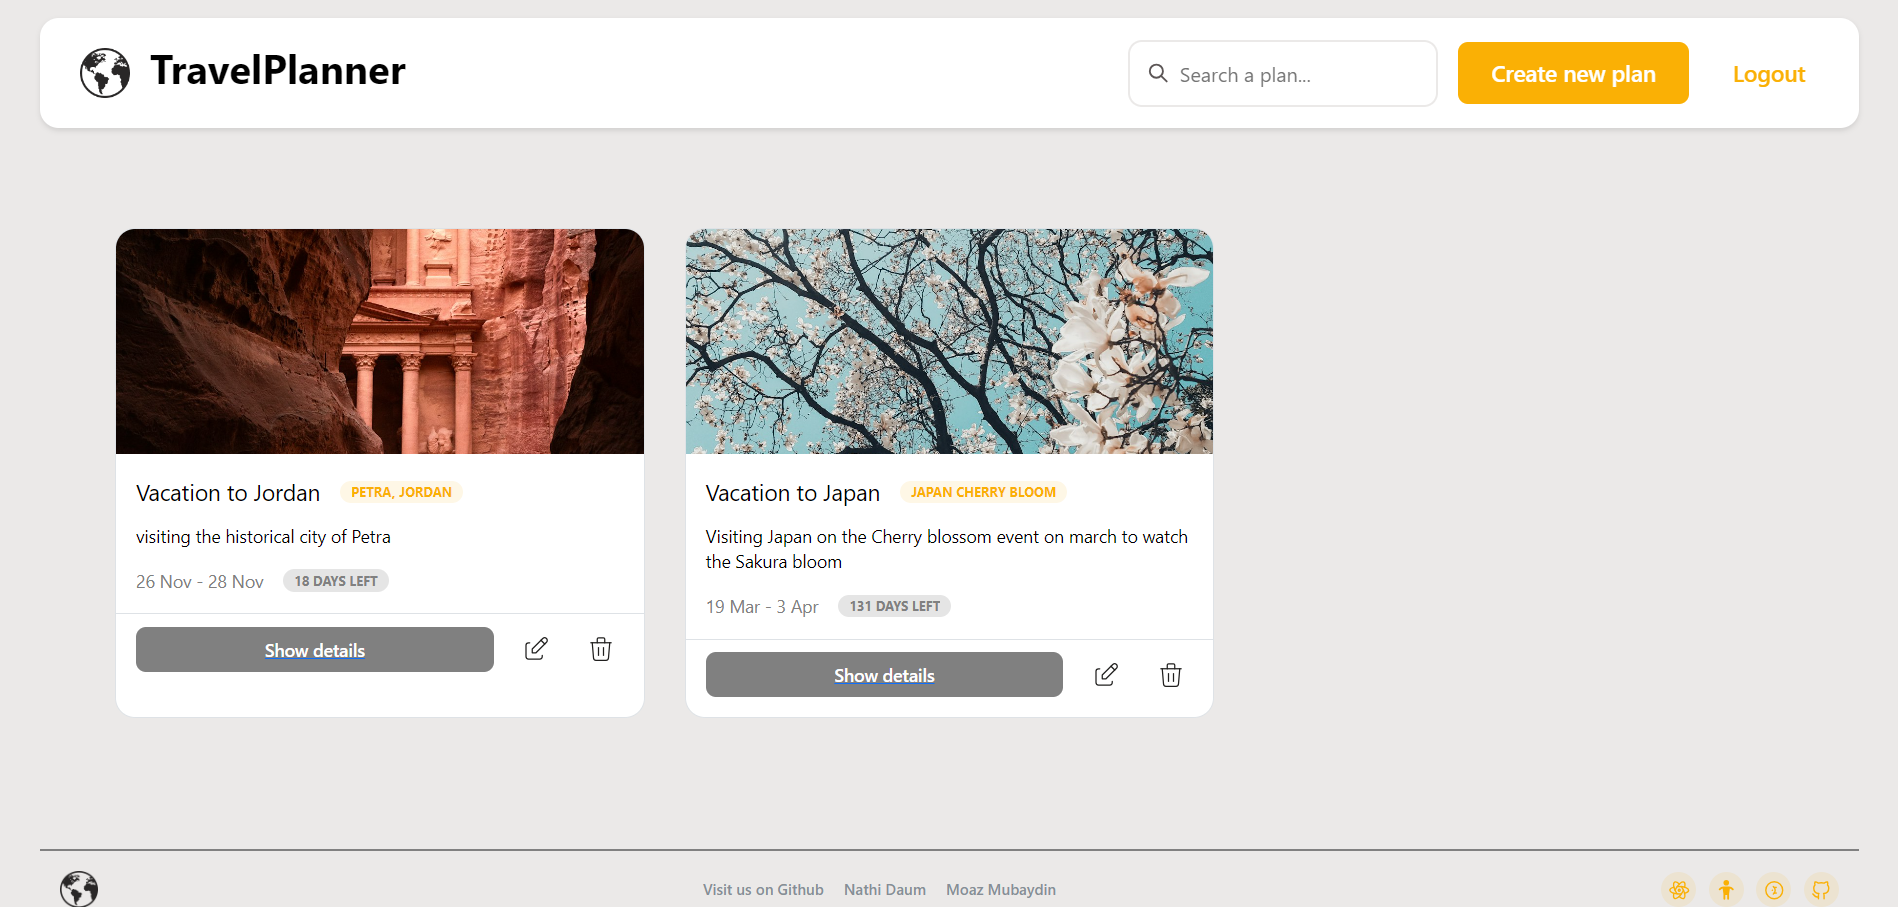 TravelPlanner
Search a plan...
Create new plan
Logout
Vacation to Jordan
PETRA, JORDAN
visiting the historical city of Petra
26 Nov - 28 Nov
18 DAYS LEFT
Show details
Vacation to Japan
JAPAN CHERRY BLOOM
Visiting Japan on the Cherry blossom event on march to watch
the Sakura bloom
19 Mar - 3 Apr
131 DAYS LEFT
Show details
Visit us on Github
Nathi Daum
Moaz Mubaydin